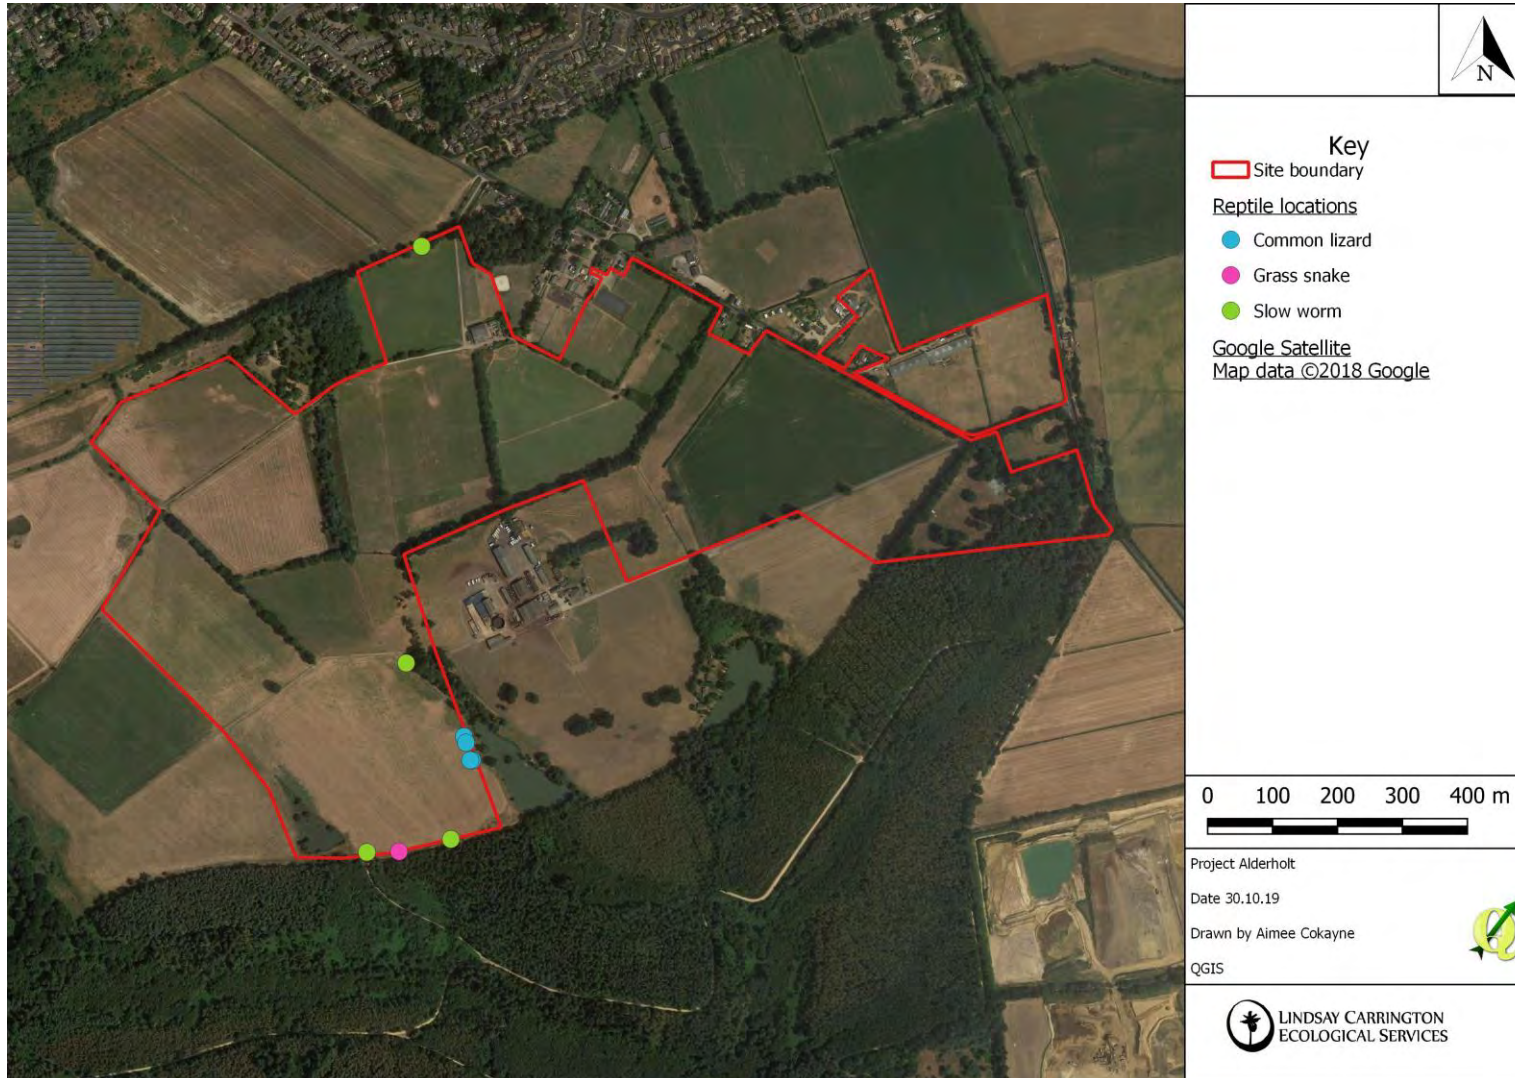 N
Key
Site boundary
Reptile locations
Common lizard
Grass snake
Slow worm
Google Satellite
Map data ©2018 Google
0 100 200 300 400 m
Project Alderholt
Date 30.10.19
Drawn by Aimee Cokayne
QGIS
LINDSAY CARRINGTON
ECOLOGICAL SERVICES